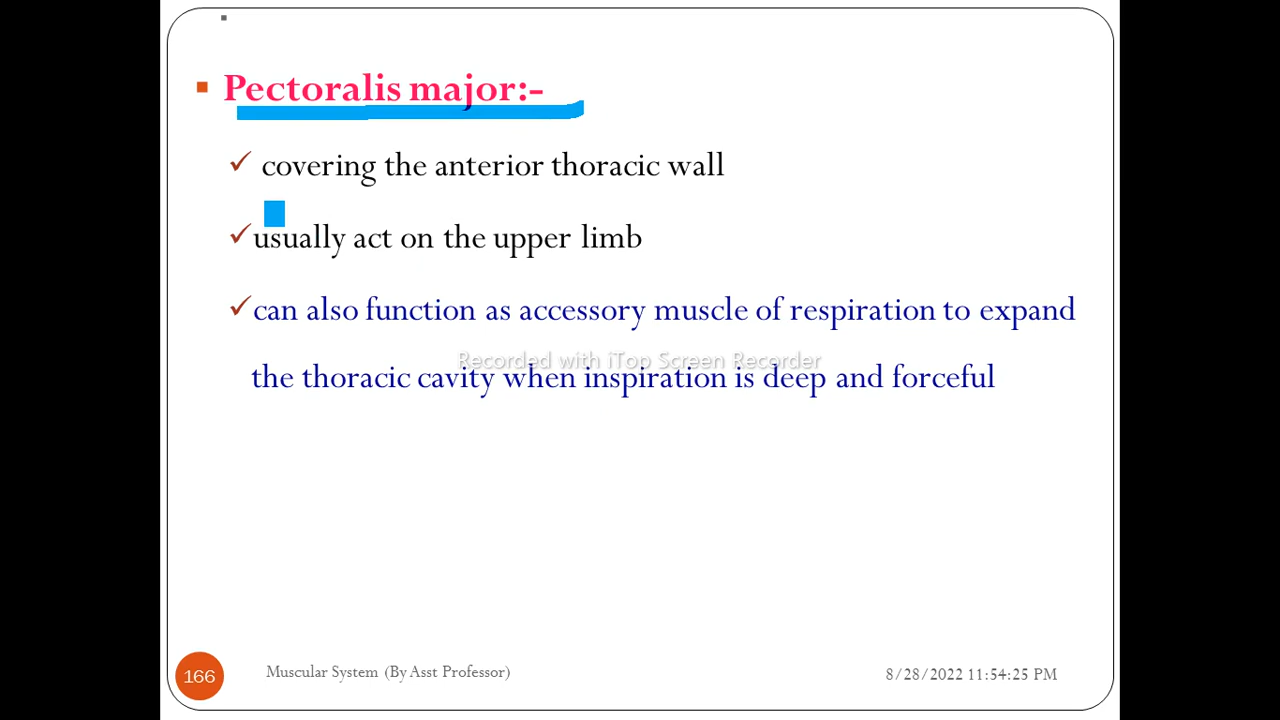 Pectoralis major:-
covering the anterior thoracic wall
usually act on the upper limb
can also function as accessory muscle of respiration to expand
Recorded with iTop Screen Recorder
the thoracic cavity when inspiration is deep and forceful
166 Muscular System (By Asst Professor) 8/28/2022 11:54:25 PM